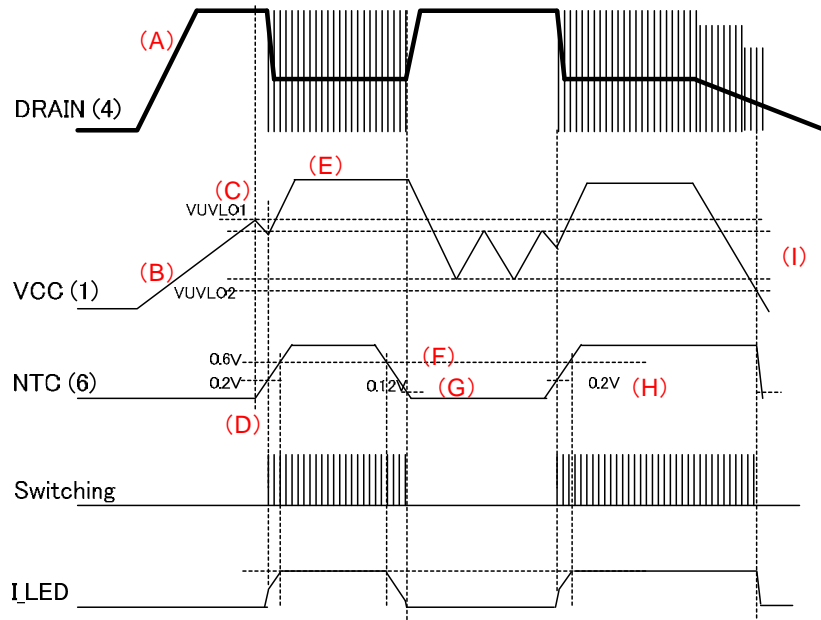 (A)
DRAIN (4)
(E)
(C)
VUVLO1
(B)
(I)
VCC (1)
VUVLO2
0.6V
(F)
NTC (6)
0.2V
0.12V
(G)
0.2V
(H)
(D)
Switching
I_LED